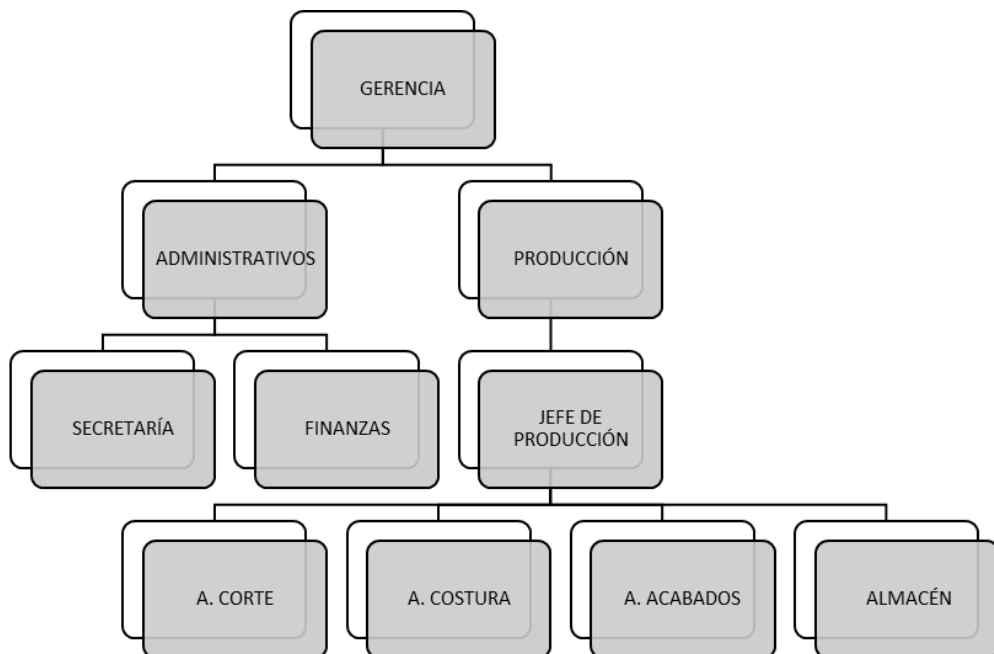 GERENCIA
ADMINISTRATIVOS
PRODUCCIÓN
SECRETARÍA
FINANZAS
JEFE DE
PRODUCCIÓN
A. CORTE
A. COSTURA
A. ACABADOS
ALMACÉN